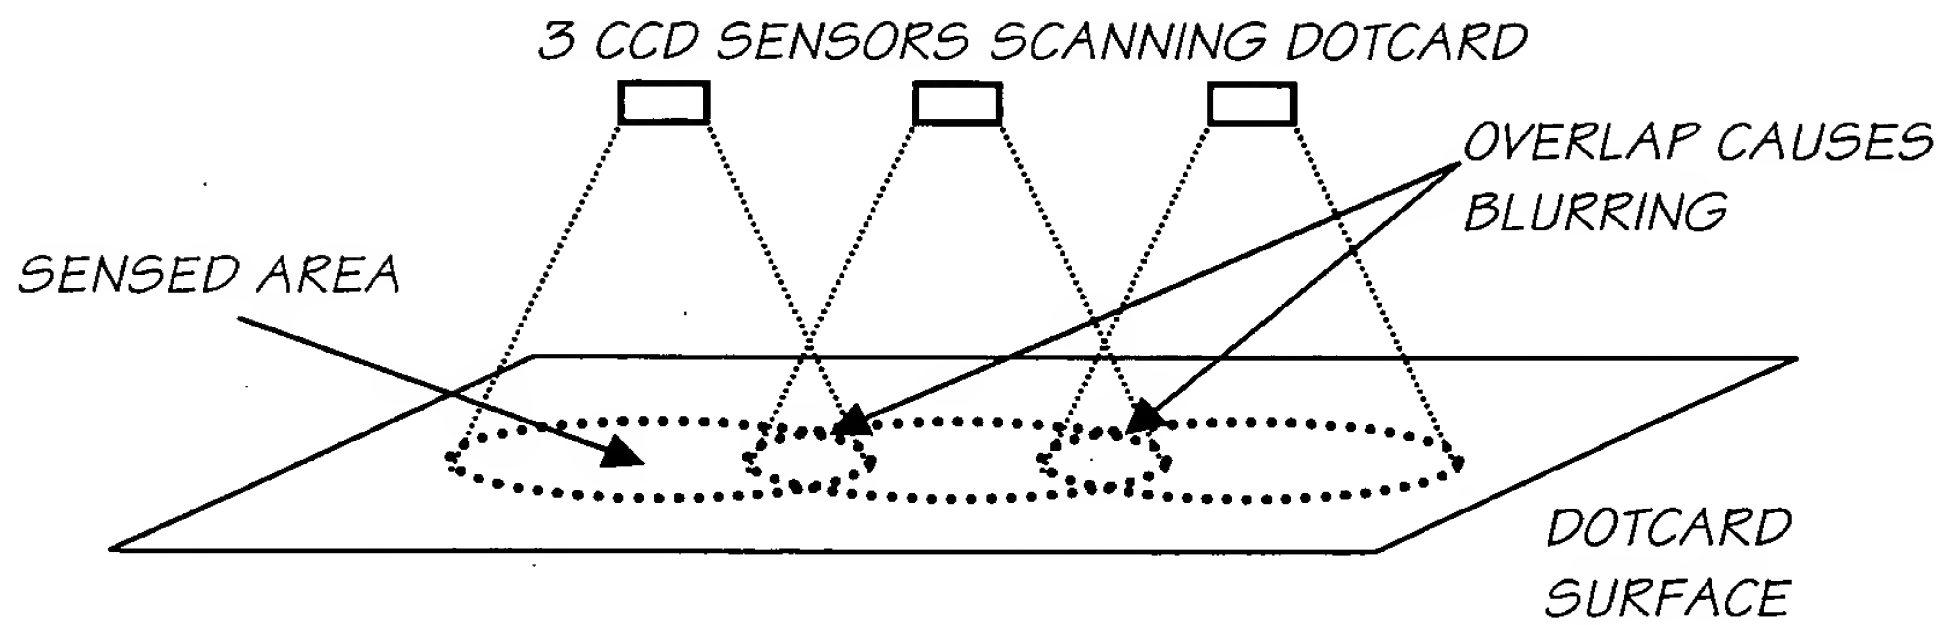 3 CCD SENSORS SCANNING DOTCARD
OVERLAP CAUSES
BLURRING
SENSED AREA
DOTCARD
SURFACE